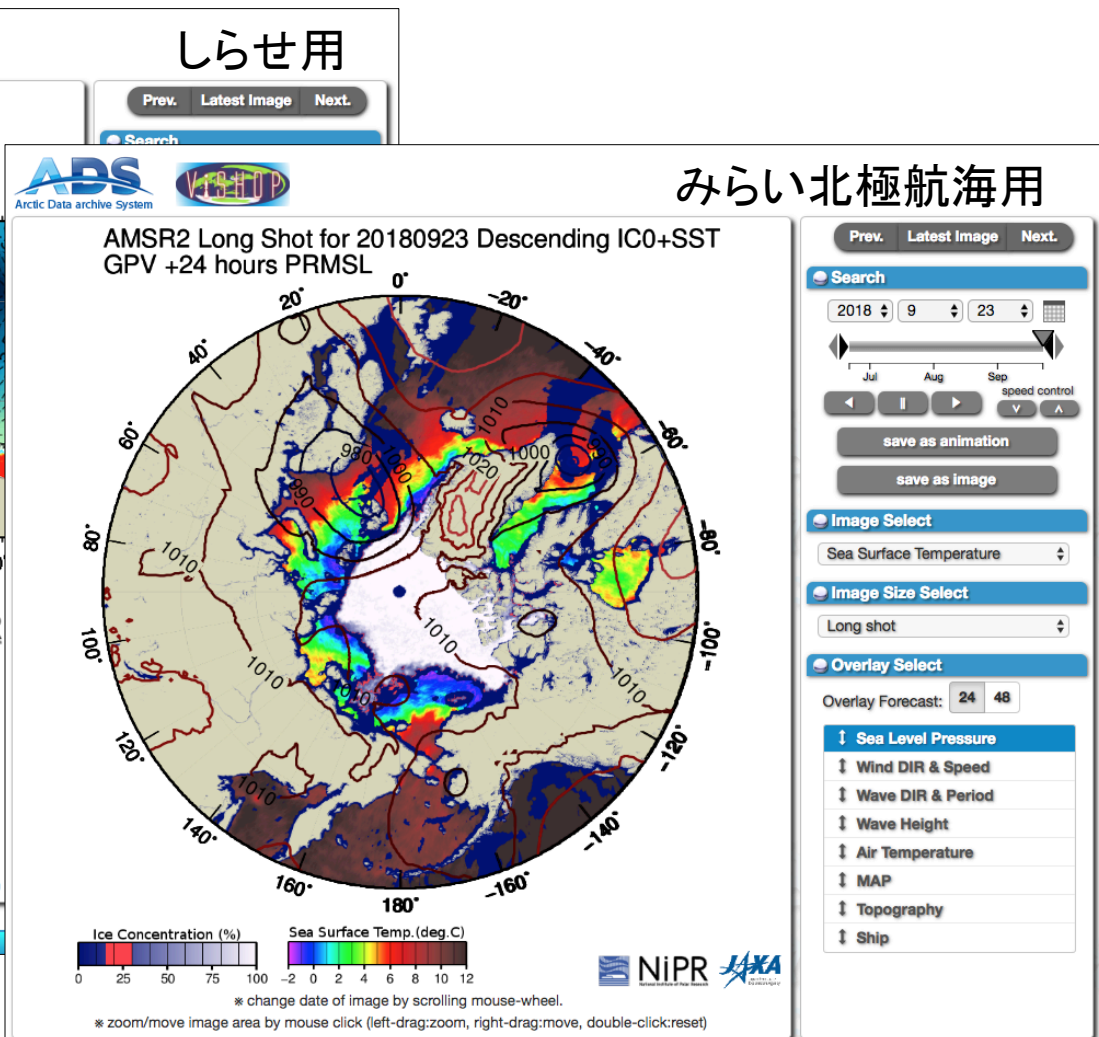 しらせ用
Prev. Latest Image Next.
Search
ADS
Arctic Data archive System
VISHOP
みらい北極航海用
AMSR2 Long Shot for 20180923 Descending IC0+SST
GPV +24 hours PRMSL
0°
20°
-20°
40°
-40°
60°
-60°
80°
-80°
100°
-100°
120°
-120°
140°
-140°
160°
-160°
180°
1010
980
1000
990
1020
1000
990
1010
1010
1010
1010
1010
1010
Ice Concentration (%)
0 25 50 75 100
Sea Surface Temp.(deg.C)
-2 0 2 4 6 8 10 12
NiPR
National Institute of Polar Research
JAXA
※ change date of image by scrolling mouse-wheel.
※ zoom/move image area by mouse click (left-drag:zoom, right-drag:move, double-click:reset)
Prev. Latest Image Next.
Search
2018 9 23
Jul Aug Sep
speed control
save as animation
save as image
Image Select
Sea Surface Temperature
Image Size Select
Long shot
Overlay Select
Overlay Forecast: 24 48
Sea Level Pressure
Wind DIR & Speed
Wave DIR & Period
Wave Height
Air Temperature
MAP
Topography
Ship